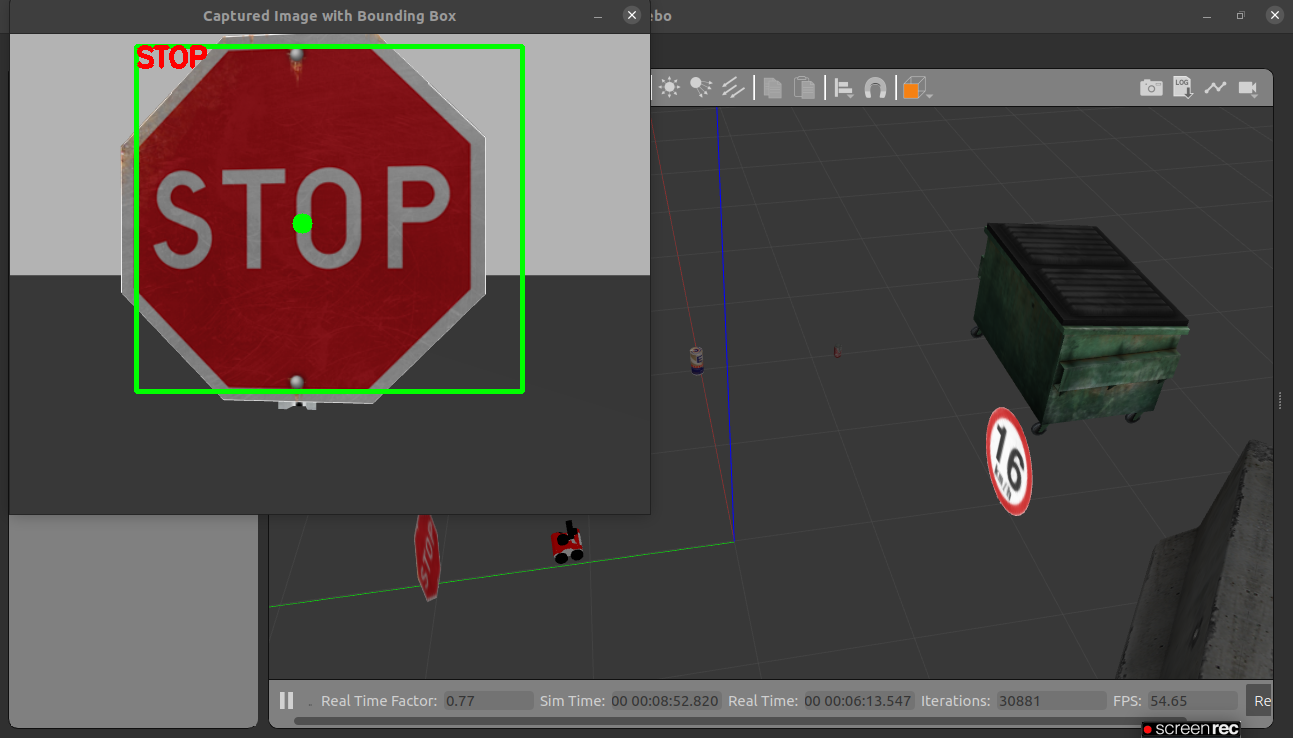 Captured Image with Bounding Box
ebo
STOP
STOP
LOG
16
km/h
STOP
Real Time Factor: 0.77 Sim Time: 00 00:08:52.820 Real Time: 00 00:06:13.547 Iterations: 30881 FPS: 54.65 Re
screenrec